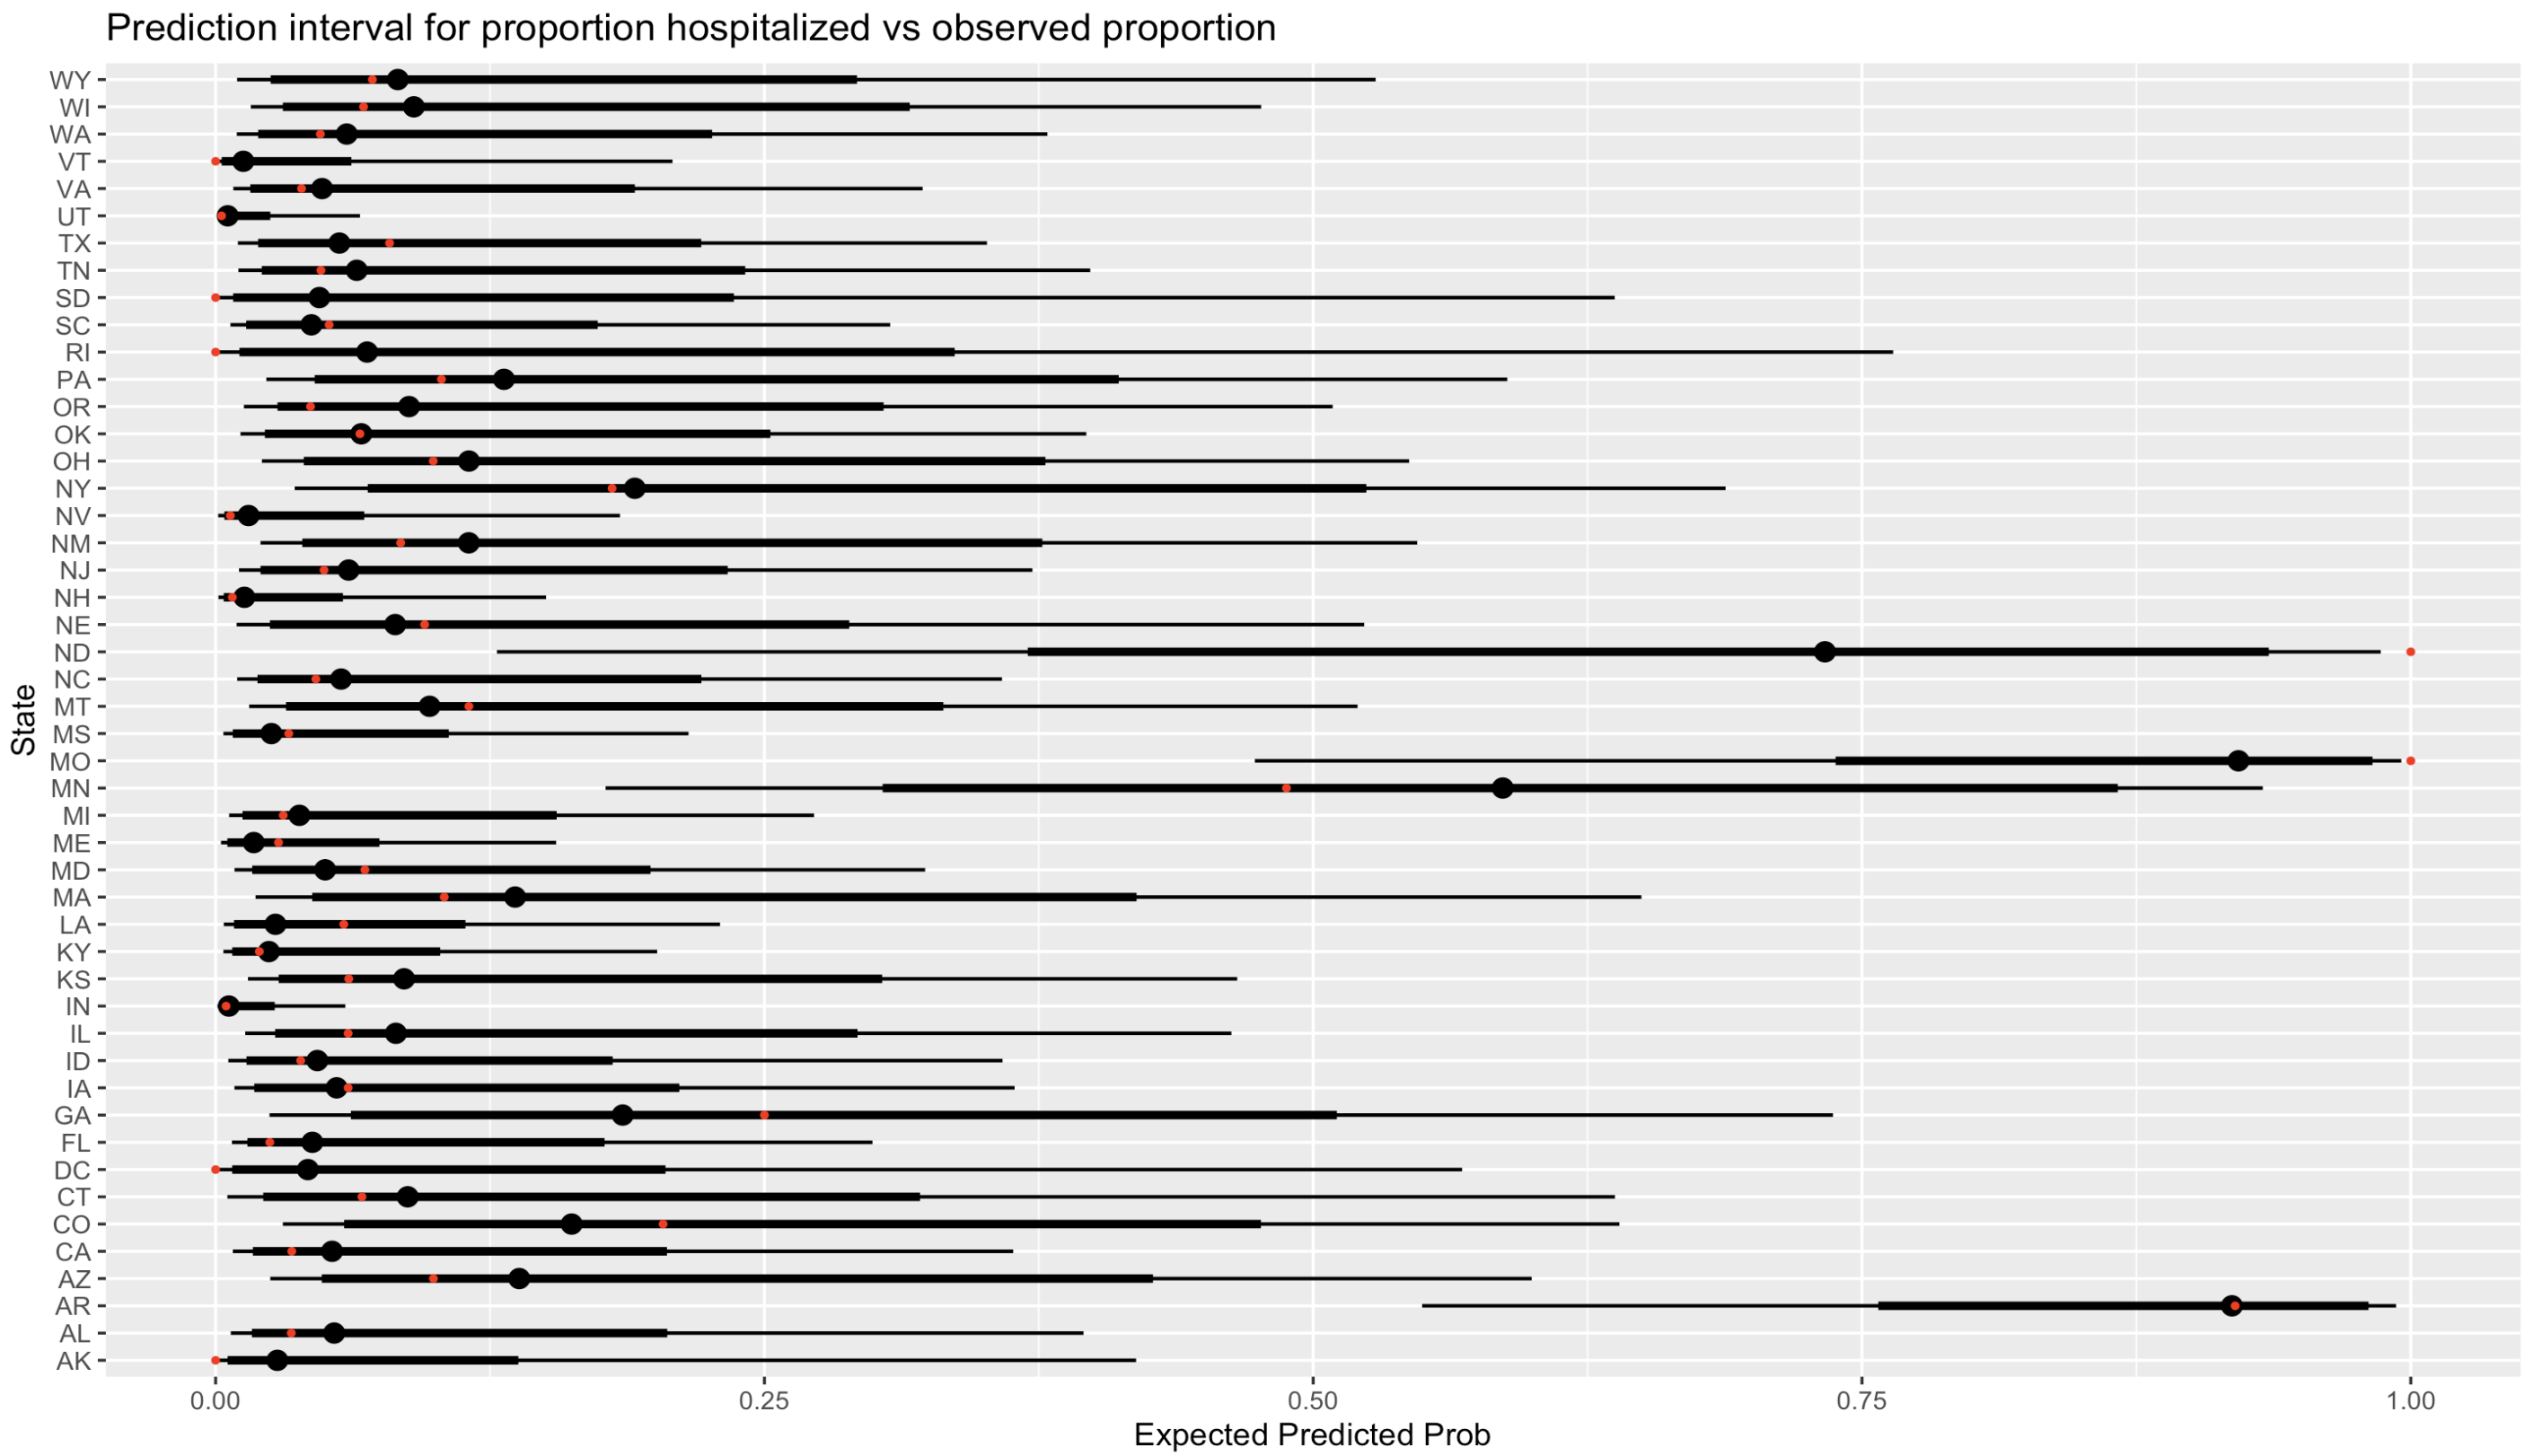 Prediction interval for proportion hospitalized vs observed proportion
WY
WI
WA
VT
VA
UT
TX
TN
SD
SC
RI
PA
OR
OK
OH
NY
NV
NM
NJ
NH
NE
ND
NC
MT
MS
MO
MN
MI
ME
MD
MA
LA
KY
KS
IN
IL
ID
IA
GA
FL
DC
CT
CO
CA
AZ
AR
AL
AK
State
0.00 0.25 0.50 0.75 1.00
Expected Predicted Prob